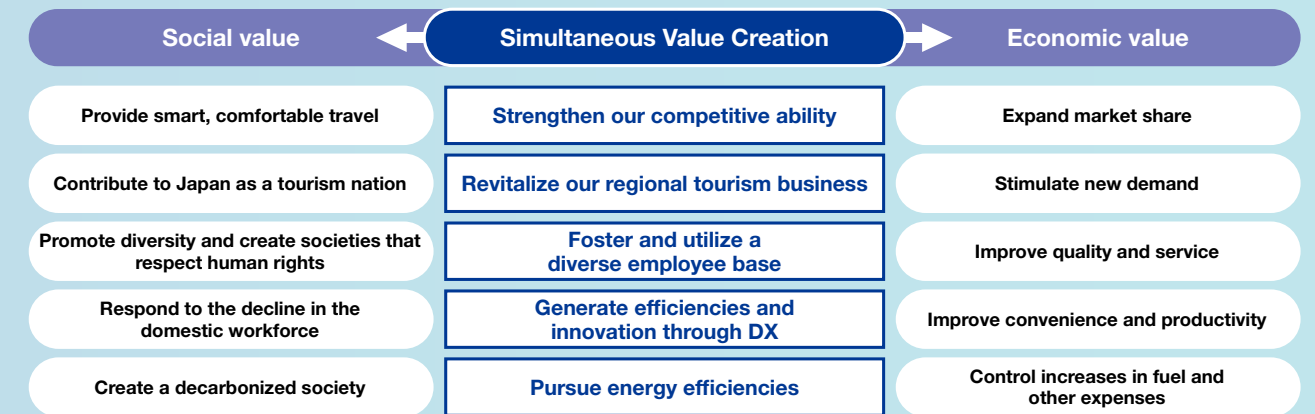 Social value
Simultaneous Value Creation
Economic value
Provide smart, comfortable travel
Strengthen our competitive ability
Expand market share
Contribute to Japan as a tourism nation
Revitalize our regional tourism business
Stimulate new demand
Promote diversity and create societies that
respect human rights
Foster and utilize a
diverse employee base
Improve quality and service
Respond to the decline in the
domestic workforce
Generate efficiencies and
innovation through DX
Improve convenience and productivity
Create a decarbonized society
Pursue energy efficiencies
Control increases in fuel and
other expenses